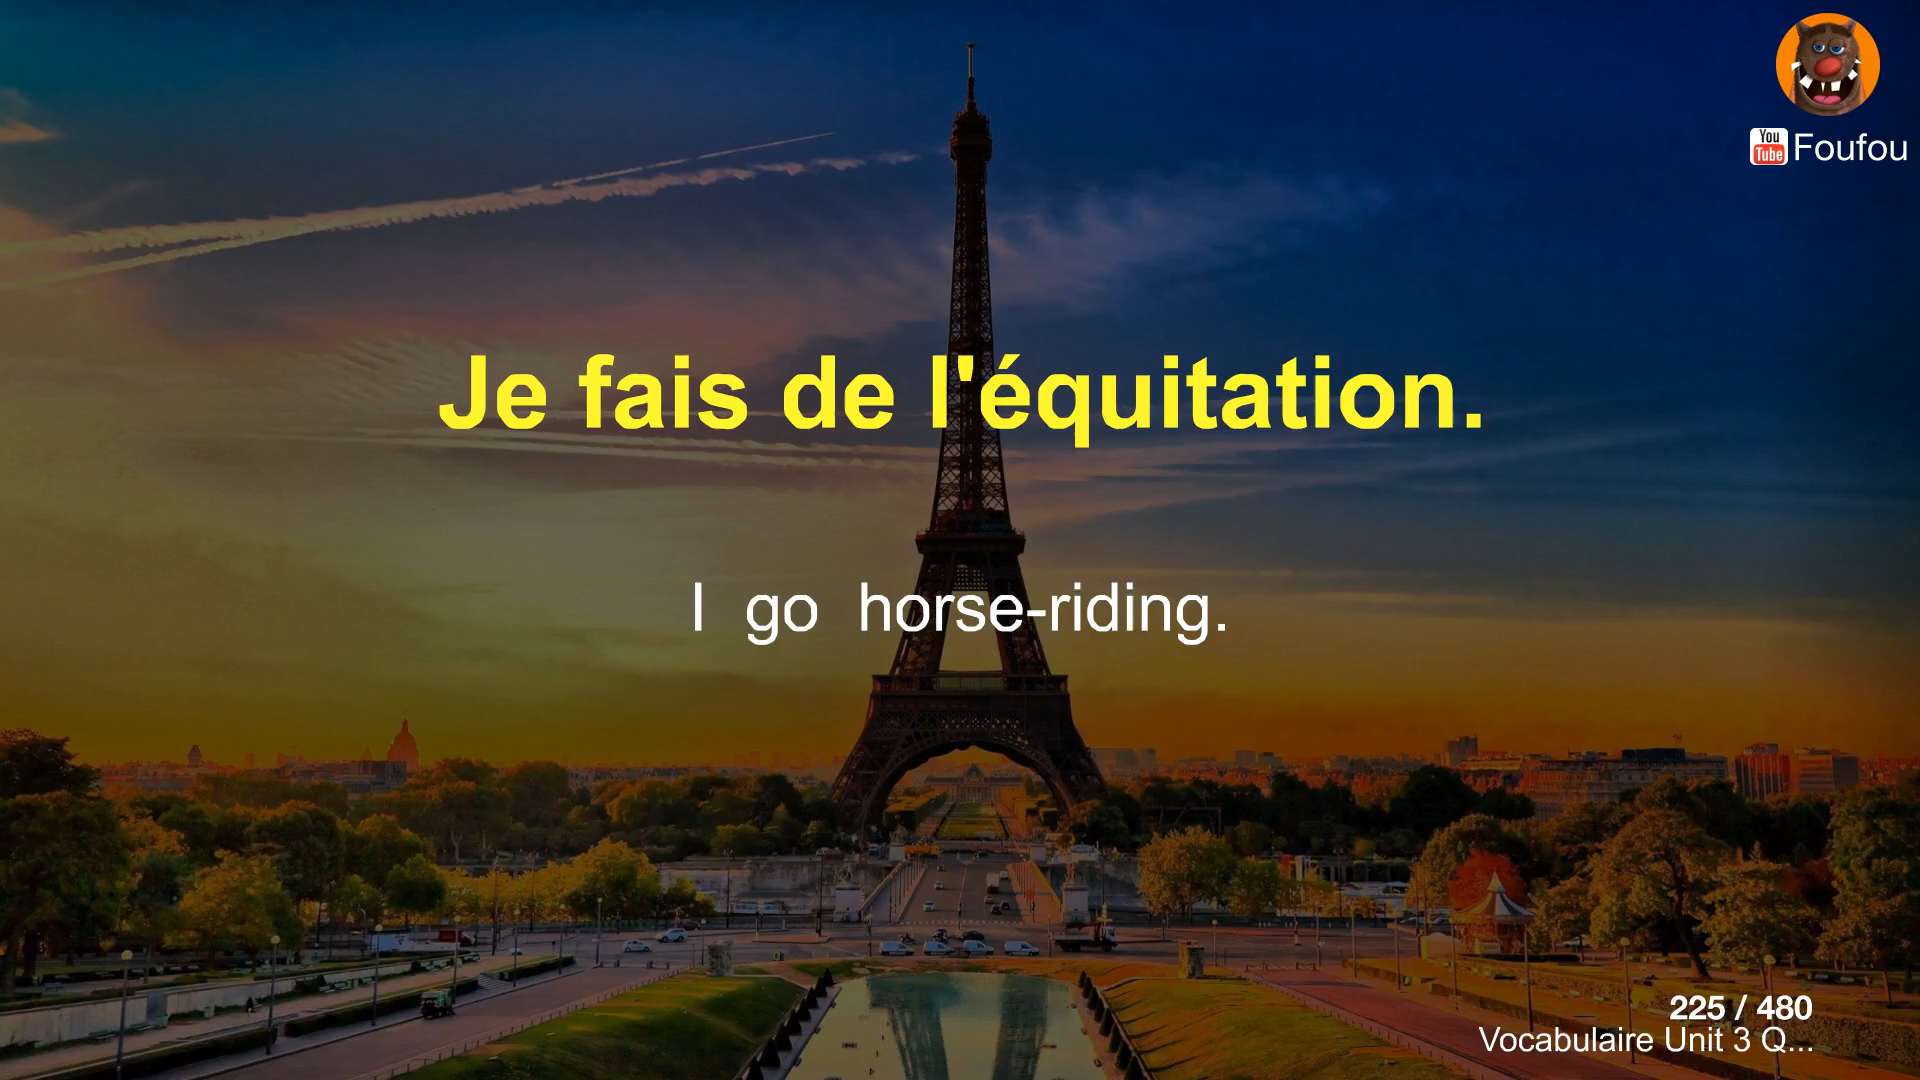 You
Tube Foufou
Je fais de l'équitation.
I go horse-riding.
225 / 480
Vocabulaire Unit 3 Q...